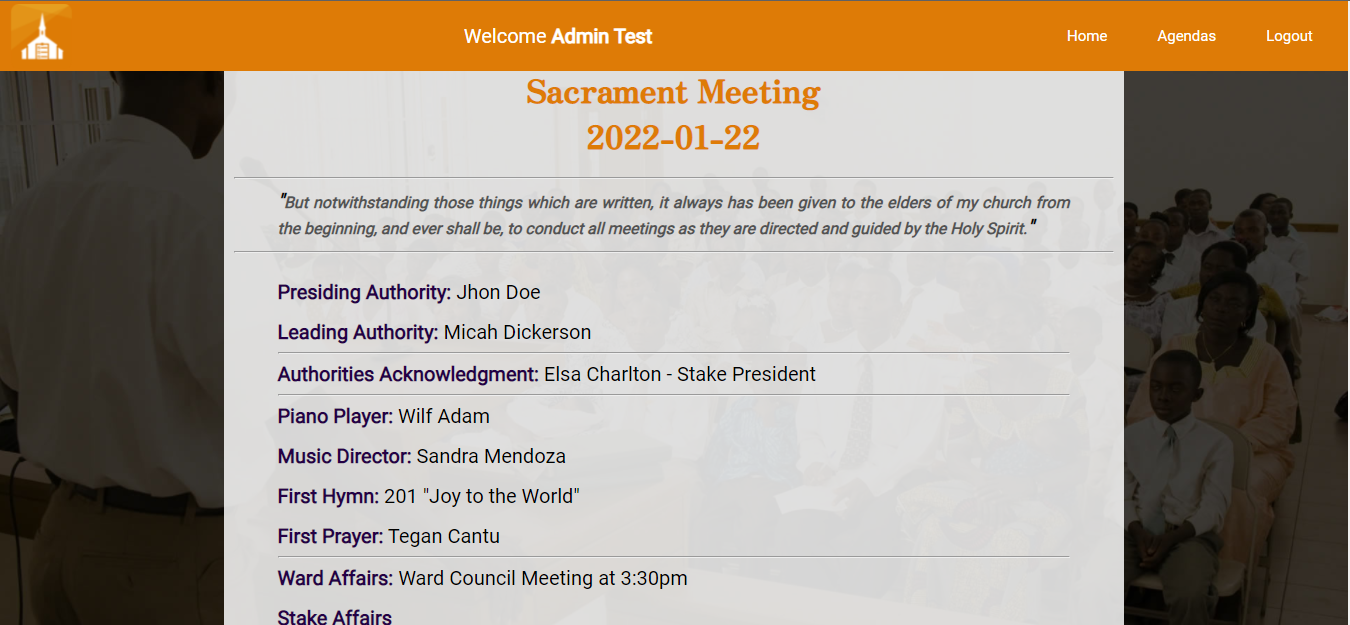 Welcome Admin Test
Home
Agendas
Logout
Sacrament Meeting
2022-01-22
"But notwithstanding those things which are written, it always has been given to the elders of my church from
the beginning, and ever shall be, to conduct all meetings as they are directed and guided by the Holy Spirit."
Presiding Authority: Jhon Doe
Leading Authority: Micah Dickerson
Authorities Acknowledgment: Elsa Charlton - Stake President
Piano Player: Wilf Adam
Music Director: Sandra Mendoza
First Hymn: 201 "Joy to the World"
First Prayer: Tegan Cantu
Ward Affairs: Ward Council Meeting at 3:30pm
Stake Affairs